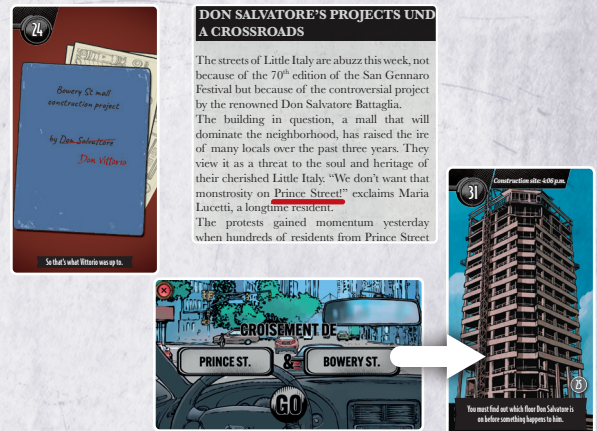 24
Bowery St. mall
construction project
by Don Salvatore
Don Vittorio
So that's what Vittorio was up to.
DON SALVATORE'S PROJECTS UND
A CROSSROADS
The streets of Little Italy are abuzz this week, not
because of the 70th edition of the San Gennaro
Festival but because of the controversial project
by the renowned Don Salvatore Battaglia.
The building in question, a mall that will
dominate the neighborhood, has raised the ire
of many locals over the past three years. They
view it as a threat to the soul and heritage of
their cherished Little Italy. “We don't want that
monstrosity on Prince Street!” exclaims Maria
Lucetti, a longtime resident.
The protests gained momentum yesterday
when hundreds of residents from Prince Street
CROISEMENT DE
PRINCE ST. & BOWERY ST.
GO
Construction site: 4:06 p.m.
31
25
You must find out which floor Don Salvatore is
on before something happens to him.